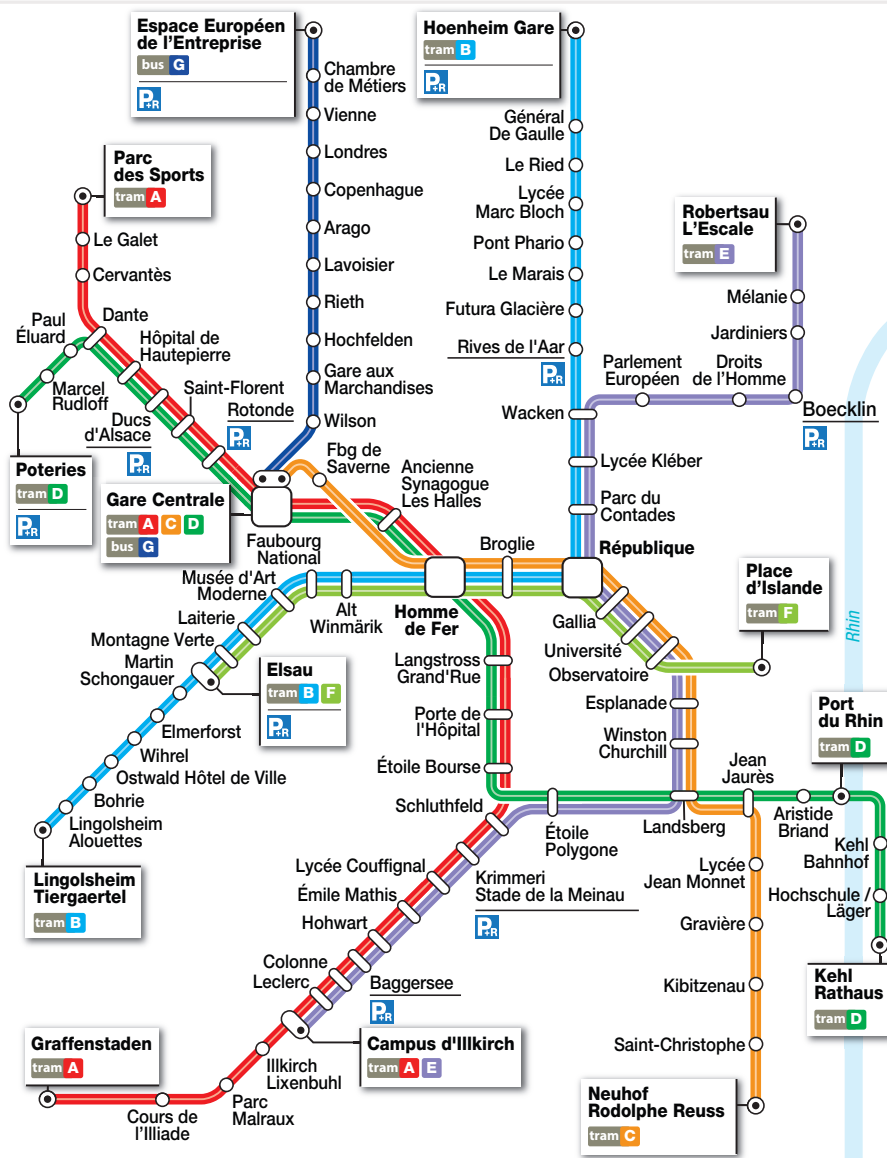 Espace Européen
de l'Entreprise
bus G
P+R
Chambre
de Métiers
Vienne
Londres
Copenhague
Arago
Lavoisier
Rieth
Hochfelden
Gare aux
Marchandises
Wilson
Hoenheim Gare
tram B
P+R
Général
De Gaulle
Le Ried
Lycée
Marc Bloch
Pont Phario
Le Marais
Futura Glacière
Rives de l'Aar
P+R
Wacken
Lycée Kléber
Parc du
Contades
République
Robertsau
L'Escale
tram E
Mélanie
Jardiniers
Parlement
Européen
Droits
de l'Homme
Boecklin
P+R
Parc
des Sports
tram A
Le Galet
Cervantès
Dante
Paul
Éluard
Marcel
Rudloff
Hôpital de
Hautepierre
Ducs
d'Alsace
P+R
Saint-Florent
Rotonde
P+R
Poteries
tram D
P+R
Gare Centrale
tram A C D
bus G
Fbg de
Saverne
Ancienne
Synagogue
Les Halles
Faubourg
National
Musée d'Art
Moderne
Laiterie
Montagne Verte
Martin
Schongauer
Alt
Winmärik
Homme
de Fer
Broglie
Gallia
Université
Observatoire
Place
d'Islande
tram F
Rhin
Elsau
tram B F
P+R
Elmerforst
Wihrel
Ostwald Hôtel de Ville
Bohrie
Lingolsheim
Alouettes
Lingolsheim
Tiergaertel
tram B
Langstross
Grand'Rue
Porte de
l'Hôpital
Étoile Bourse
Schluthfeld
Esplanade
Winston
Churchill
Landsberg
Jean
Jaurès
Port
du Rhin
tram D
Aristide
Briand
Kehl
Bahnhof
Hochschule /
Läger
Kehl
Rathaus
tram D
Étoile
Polygone
Krimmeri
Stade de la Meinau
P+R
Lycée Couffignal
Émile Mathis
Hohwart
Colonne
Leclerc
Baggersee
P+R
Campus d'Illkirch
tram A E
Illkirch
Lixenbuhl
Parc
Malraux
Cours de
l'Illiade
Graffenstaden
tram A
Lycée
Jean Monnet
Gravière
Kibitzenau
Saint-Christophe
Neuhof
Rodolphe Reuss
tram C